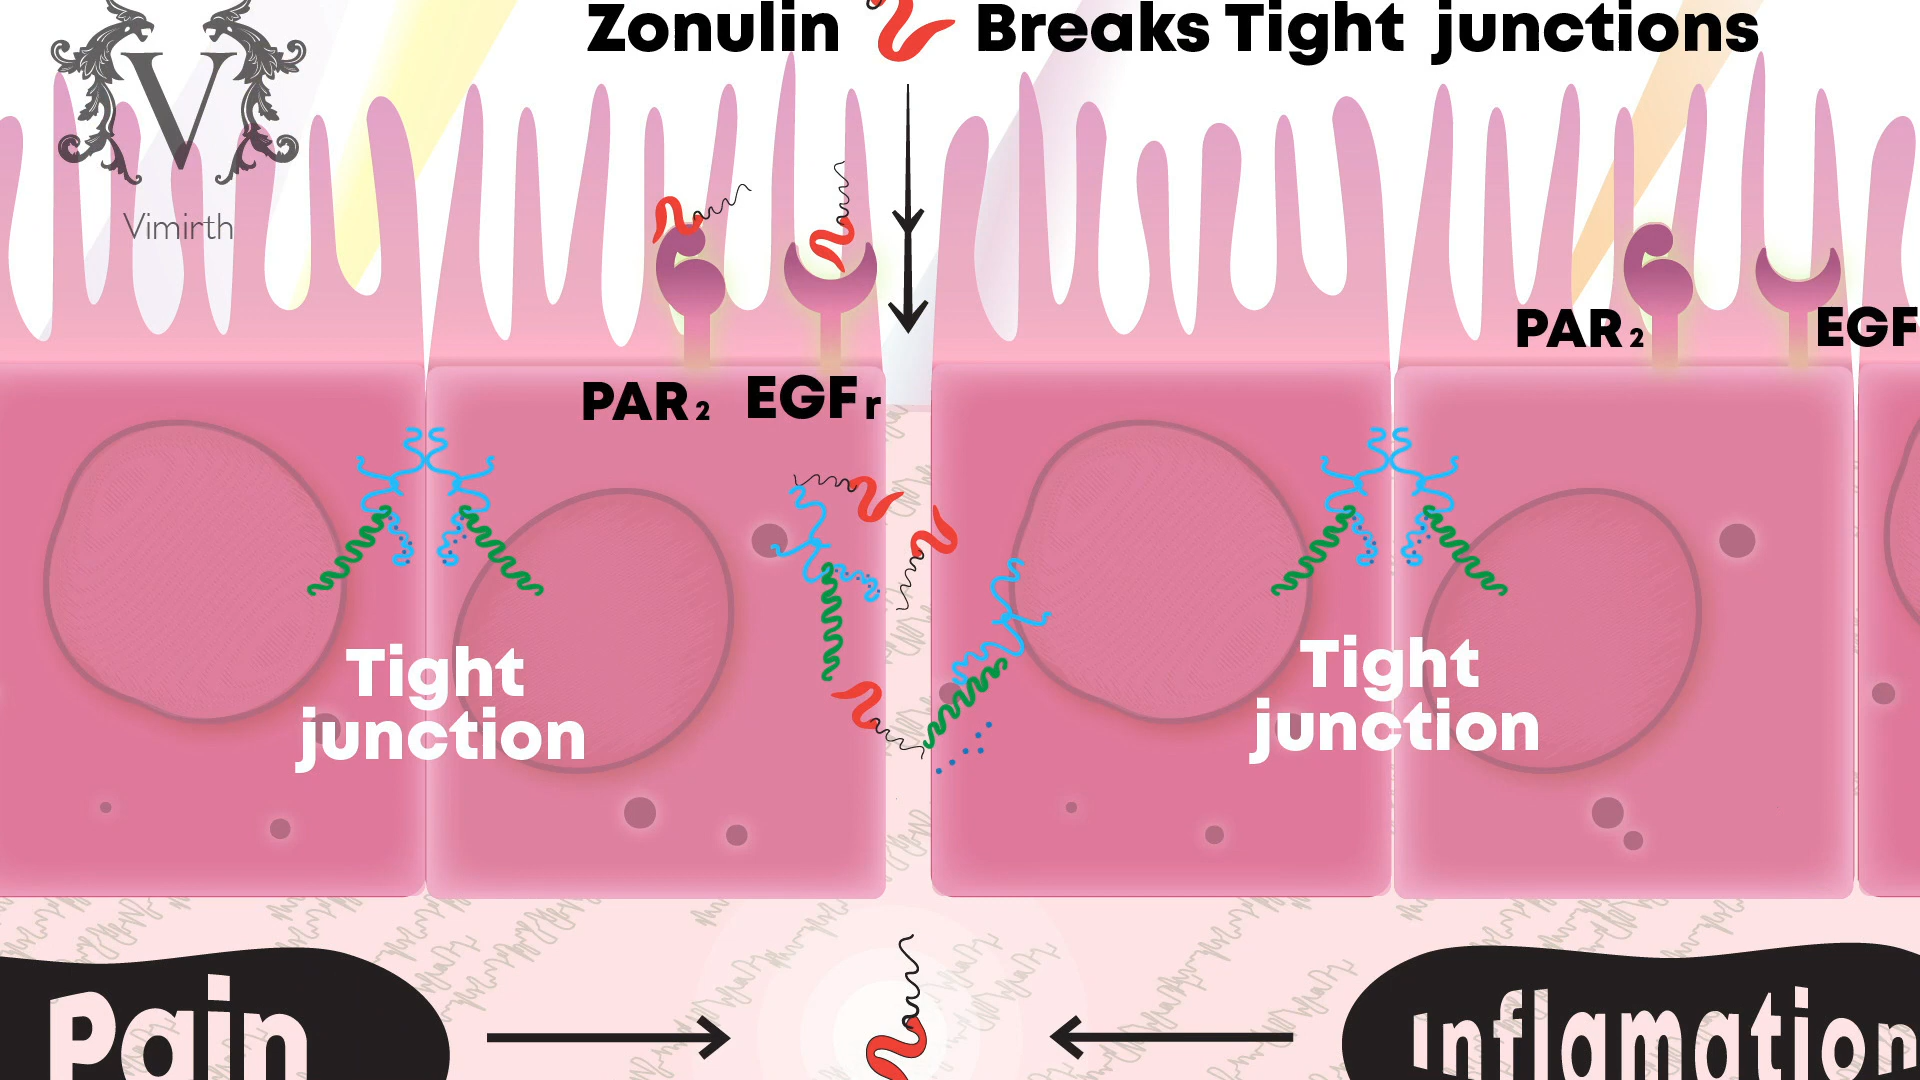 Zonulin Breaks Tight junctions
V
Vimirth
PAR2
EGF
PAR2 EGFr
Tight
junction
Tight
junction
Pain
Inflamation